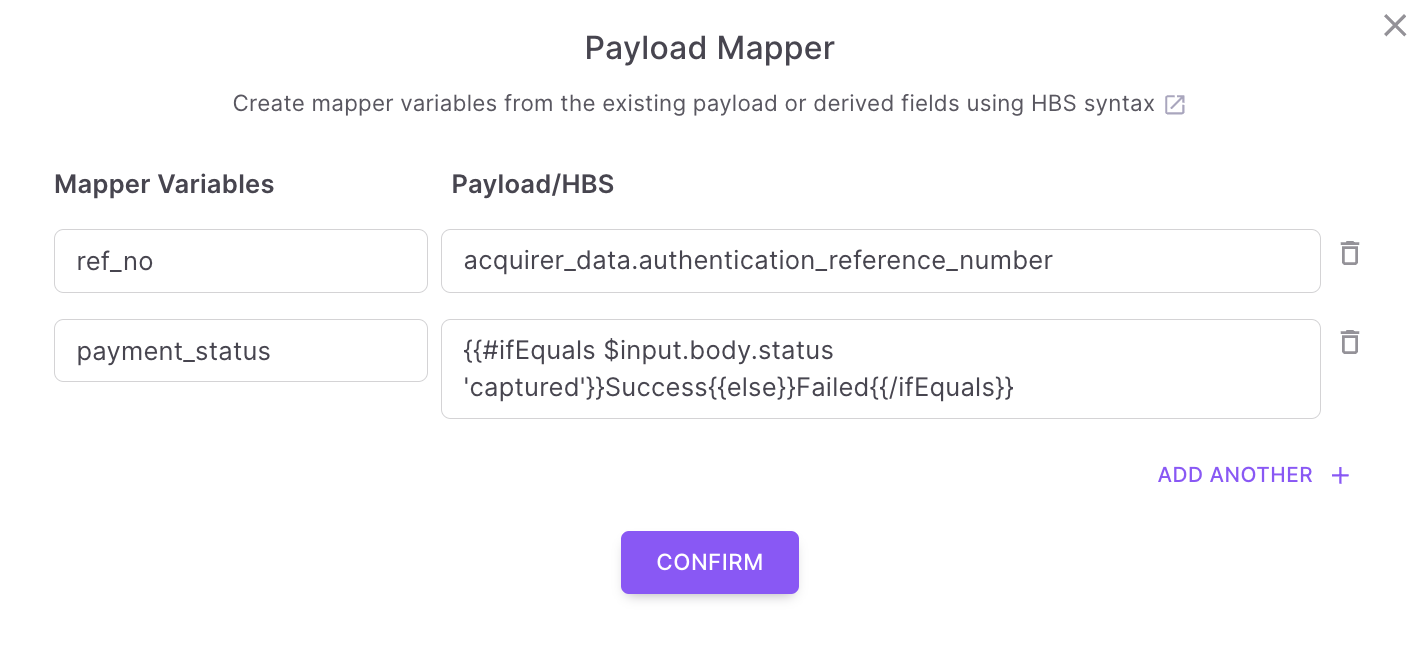 Payload Mapper
Create mapper variables from the existing payload or derived fields using HBS syntax
Mapper Variables
Payload/HBS
ref_no
acquirer_data.authentication_reference_number
payment_status
{{#ifEquals $input.body.status
'captured'}}Success{{else}}Failed{{/ifEquals}}
ADD ANOTHER +
CONFIRM